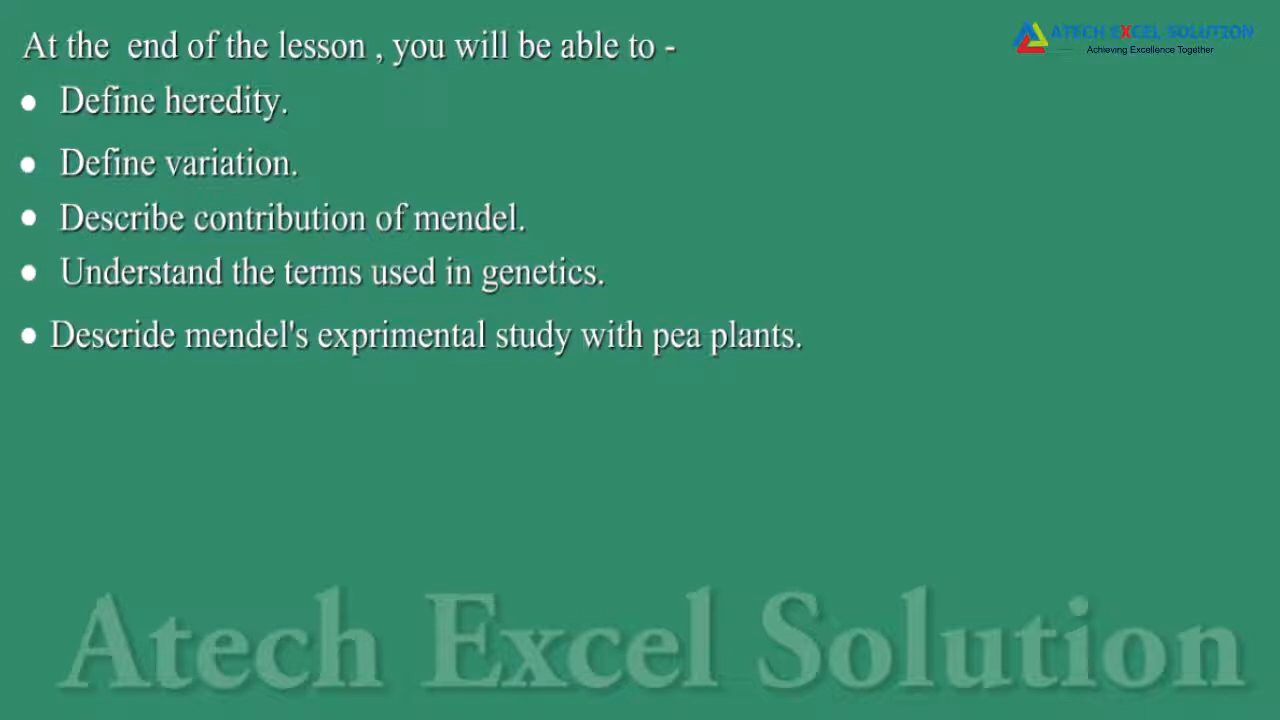 At the end of the lesson , you will be able to -
ATECH EXCEL SOLUTION
Achieving Excellence Together
• Define heredity.
• Define variation.
• Describe contribution of mendel.
• Understand the terms used in genetics.
• Descride mendel's exprimental study with pea plants.
Atech Excel Solution